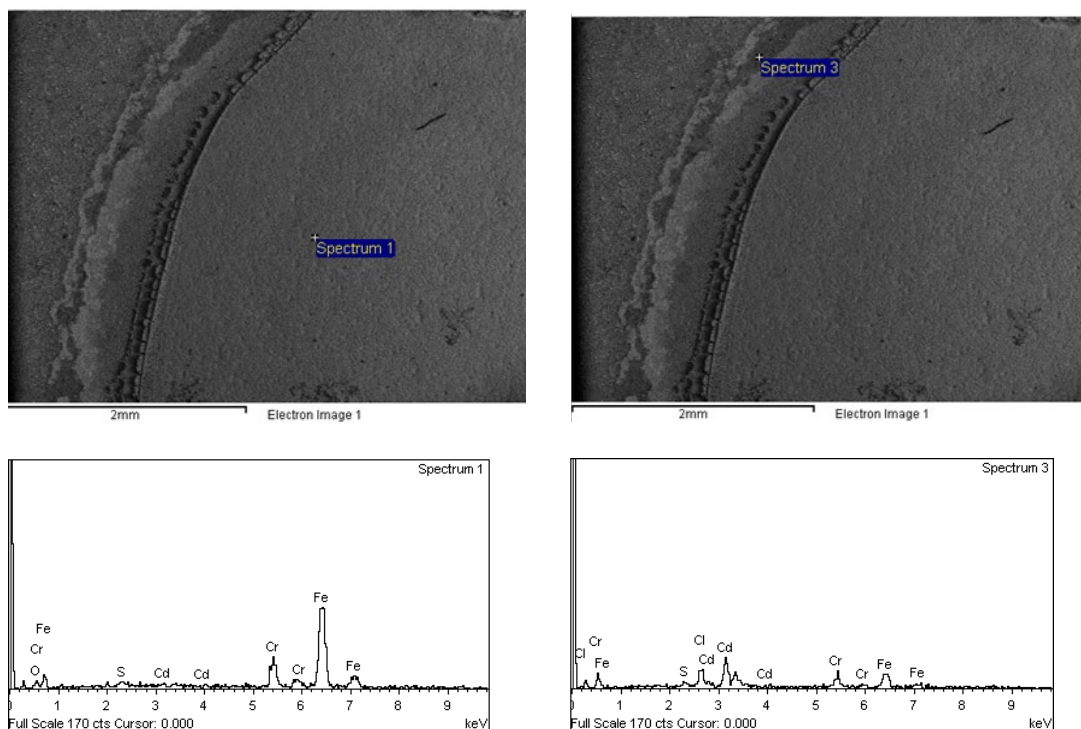 Spectrum 1
2mm Electron Image 1
Spectrum 3
2mm Electron Image 1
Spectrum 1
Fe
Cr
O
S
Cd
Cd
Cr
Cr
Fe
Fe
0 1 2 3 4 5 6 7 8 9
Full Scale 170 cts Cursor: 0.000 keV
Spectrum 3
Cl
Cr
Fe
S
Cl
Cd
Cd
Cd
Cr
Cr
Fe
Fe
0 1 2 3 4 5 6 7 8 9
Full Scale 170 cts Cursor: 0.000 keV